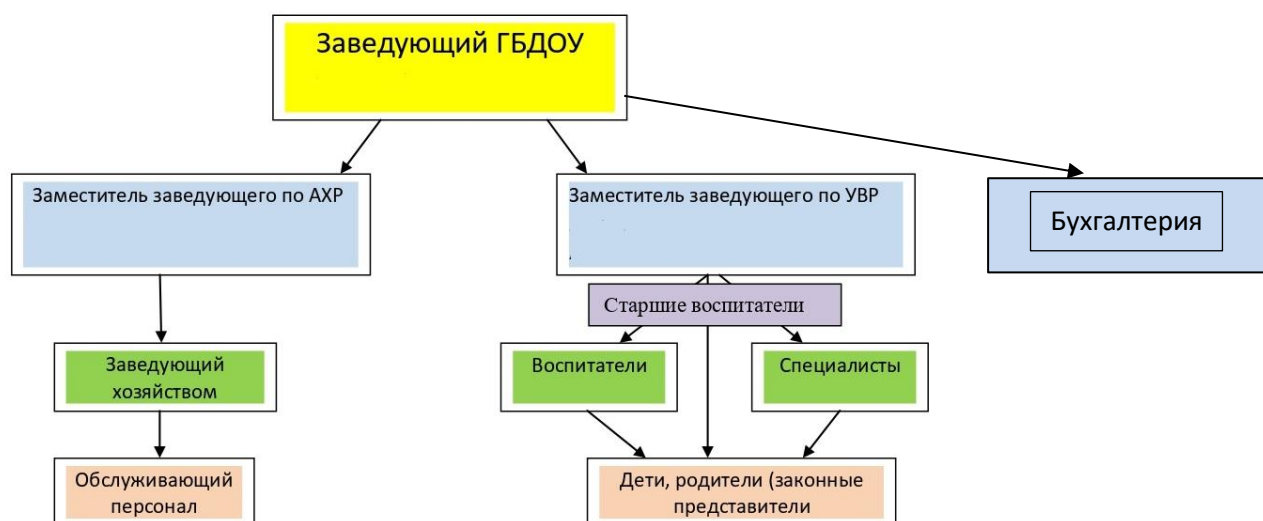 Заведующий ГБДОУ
Заместитель заведующего по АХР
Заместитель заведующего по УВР
Бухгалтерия
Старшие воспитатели
Заведующий
хозяйством
Воспитатели
Специалисты
Обслуживающий
персонал
Дети, родители (законные
представители